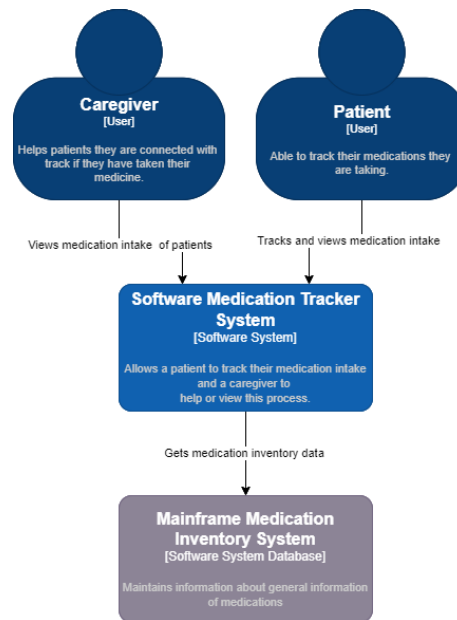 Caregiver
[User]
Helps patients they are connected with
track if they have taken their
medicine.
Patient
[User]
Able to track their medications they
are taking.
Views medication intake of patients
Tracks and views medication intake
Software Medication Tracker
System
[Software System]
Allows a patient to track their medication intake
and a caregiver to
help or view this process.
Gets medication inventory data
Mainframe Medication
Inventory System
[Software System Database]
Maintains information about general information
of medications